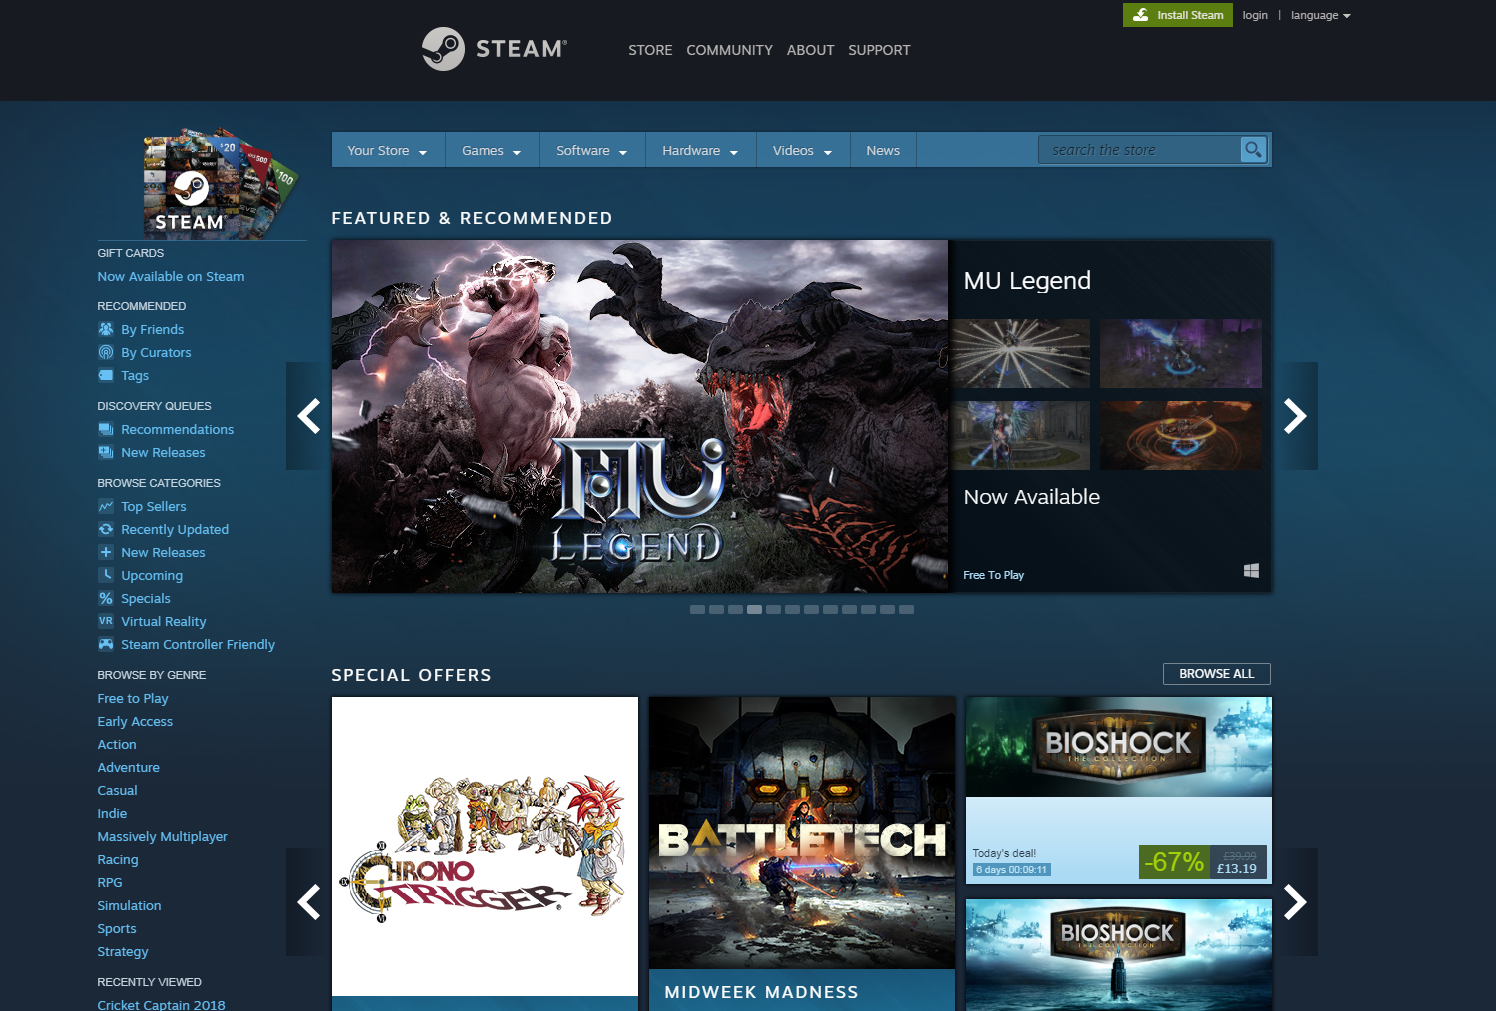 Install Steam
login | language
STEAM®
STORE COMMUNITY ABOUT SUPPORT
$20
500
100
STEAM
GIFT CARDS
Now Available on Steam
RECOMMENDED
By Friends
By Curators
Tags
DISCOVERY QUEUES
Recommendations
New Releases
BROWSE CATEGORIES
Top Sellers
Recently Updated
New Releases
Upcoming
% Specials
VR Virtual Reality
Steam Controller Friendly
BROWSE BY GENRE
Free to Play
Early Access
Action
Adventure
Casual
Indie
Massively Multiplayer
Racing
RPG
Simulation
Sports
Strategy
RECENTLY VIEWED
Cricket Captain 2018
Your Store Games Software Hardware Videos News
search the store
FEATURED & RECOMMENDED
MU
LEGEND
MU Legend
Now Available
Free To Play
SPECIAL OFFERS
BROWSE ALL
CHRONO
TRIGGER®
BATTLETECH
MIDWEEK MADNESS
BIOSHOCK
THE COLLECTION
Today's deal!
6 days 00:09:11
-67%
£39.99
£13.19
BIOSHOCK
THE COLLECTION